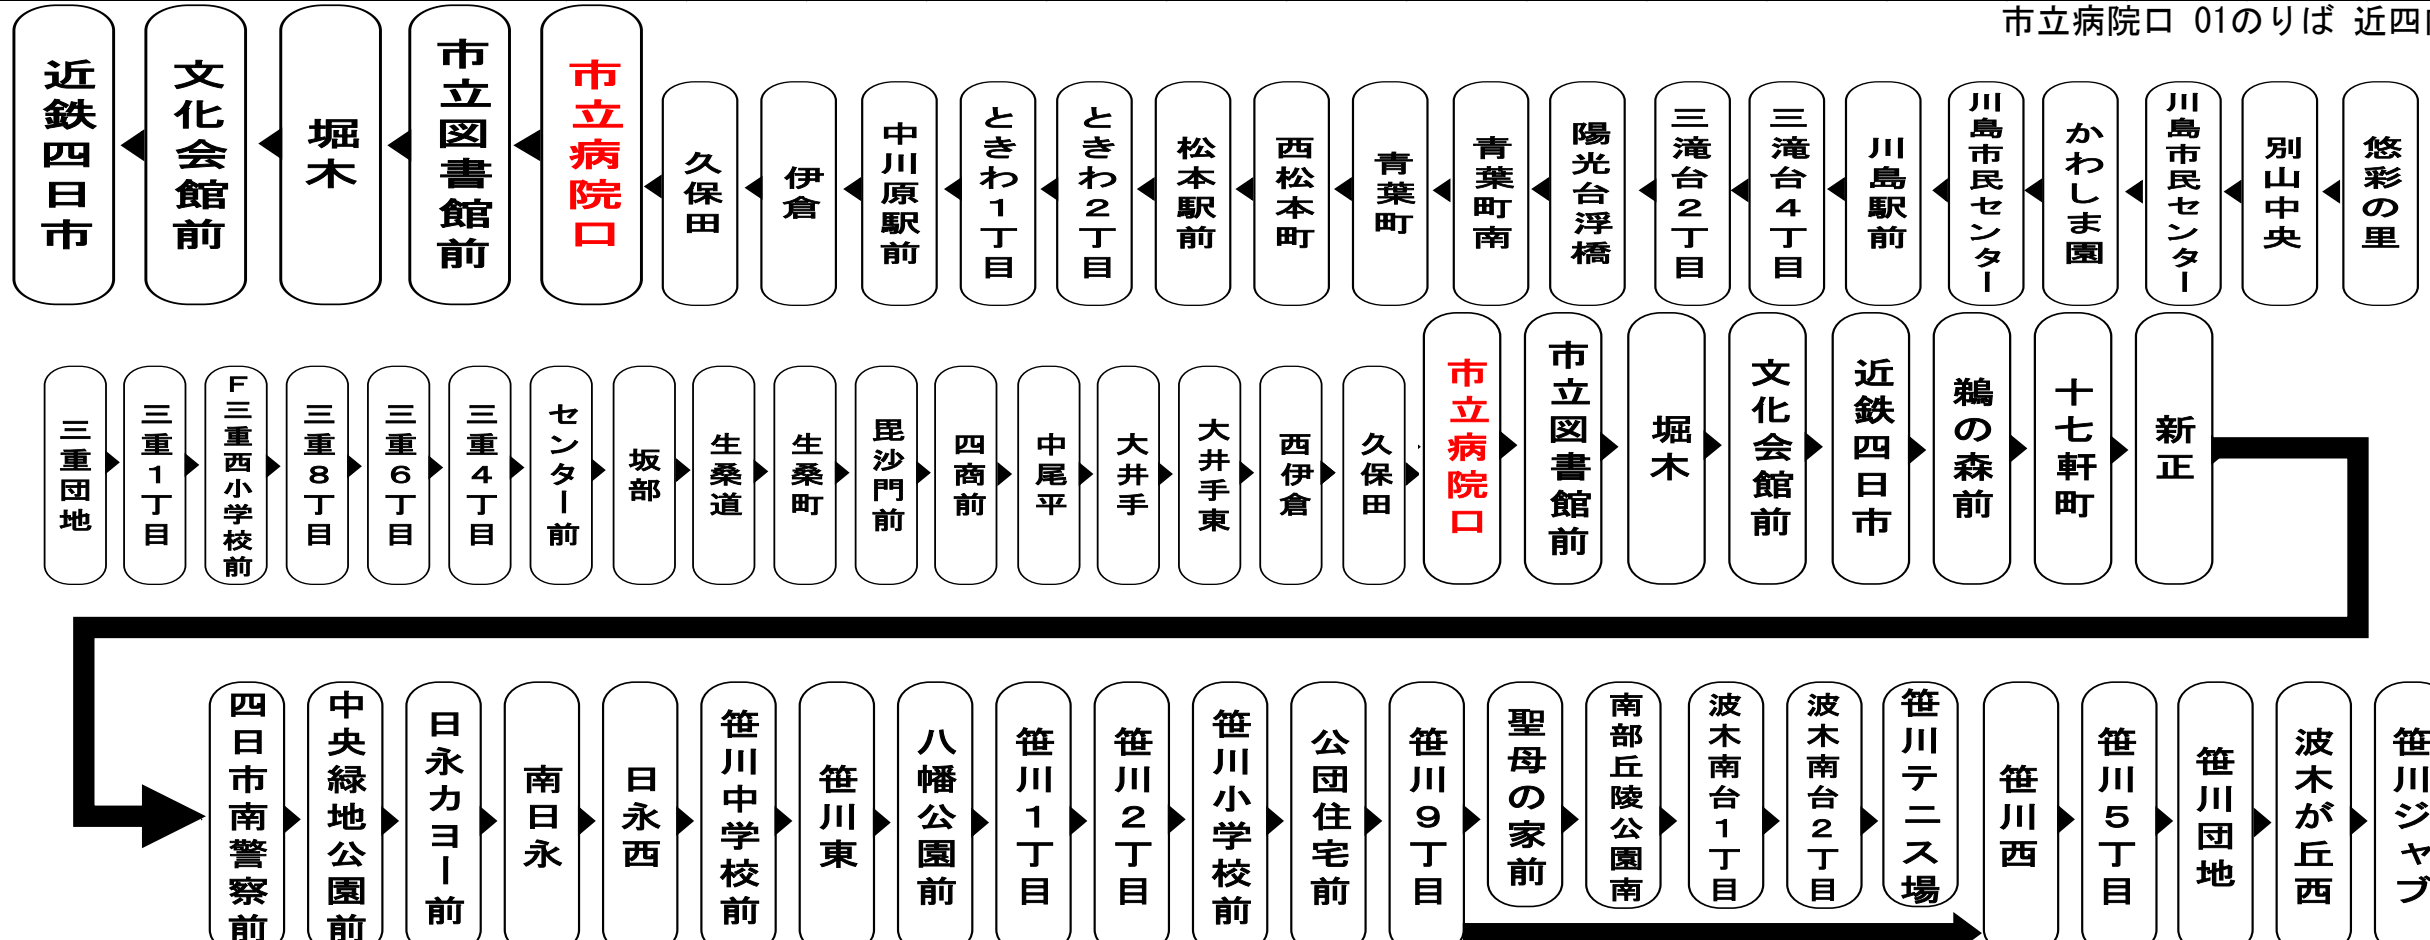 市立病院口 01のりば 近四
近鉄四日市
文化会館前
堀木
市立図書館前
市立病院口
久保田
伊倉
中川原駅前
ときわ1丁目
ときわ2丁目
松本駅前
西松本町
青葉町
青葉町南
陽光台浮橋
三滝台2丁目
三滝台4丁目
川島駅前
川島市民センター
かわしま園
川島市民センター
別山中央
悠彩の里
三重団地
三重1丁目
F三重西小学校前
三重8丁目
三重6丁目
三重4丁目
センター前
坂部
生桑道
生桑町
毘沙門前
四商前
中尾平
大井手
大井手東
西伊倉
久保田
市立病院口
市立図書館前
堀木
文化会館前
近鉄四日市
鵜の森前
十七軒町
新正
四日市南警察前
中央緑地公園前
日永カヨー前
南日永
日永西
笹川中学校前
笹川東
八幡公園前
笹川1丁目
笹川2丁目
笹川小学校前
公団住宅前
笹川9丁目
聖母の家前
南部丘陵公園南
波木南台1丁目
波木南台2丁目
笹川テニス場
笹川西
笹川5丁目
笹川団地
波木が丘西
笹川ジャブ